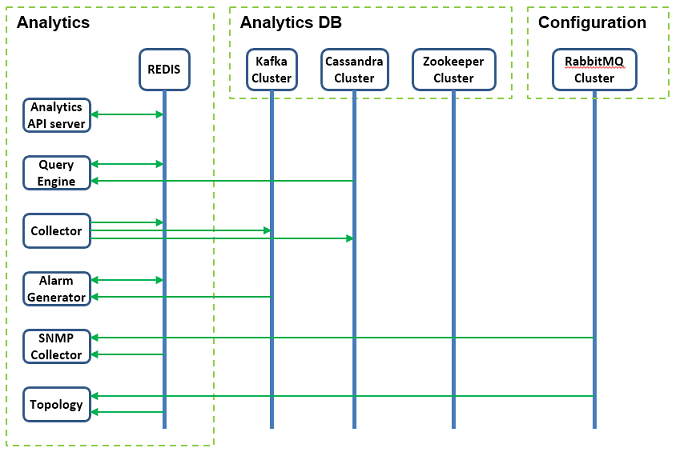 Analytics
Analytics DB
Configuration
REDIS
Kafka
Cluster
Cassandra
Cluster
Zookeeper
Cluster
RabbitMQ
Cluster
Analytics
API server
Query
Engine
Collector
Alarm
Generator
SNMP
Collector
Topology